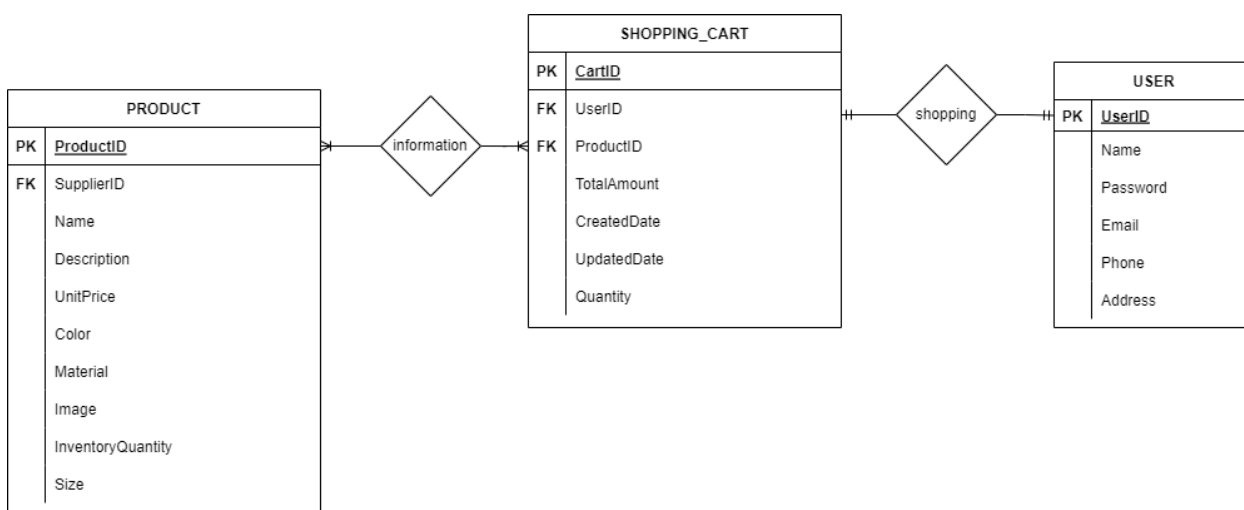 PRODUCT
PK ProductID
FK SupplierID
Name
Description
UnitPrice
Color
Material
Image
InventoryQuantity
Size
information
SHOPPING_CART
PK CartID
FK UserID
FK ProductID
TotalAmount
CreatedDate
UpdatedDate
Quantity
shopping
USER
PK UserID
Name
Password
Email
Phone
Address